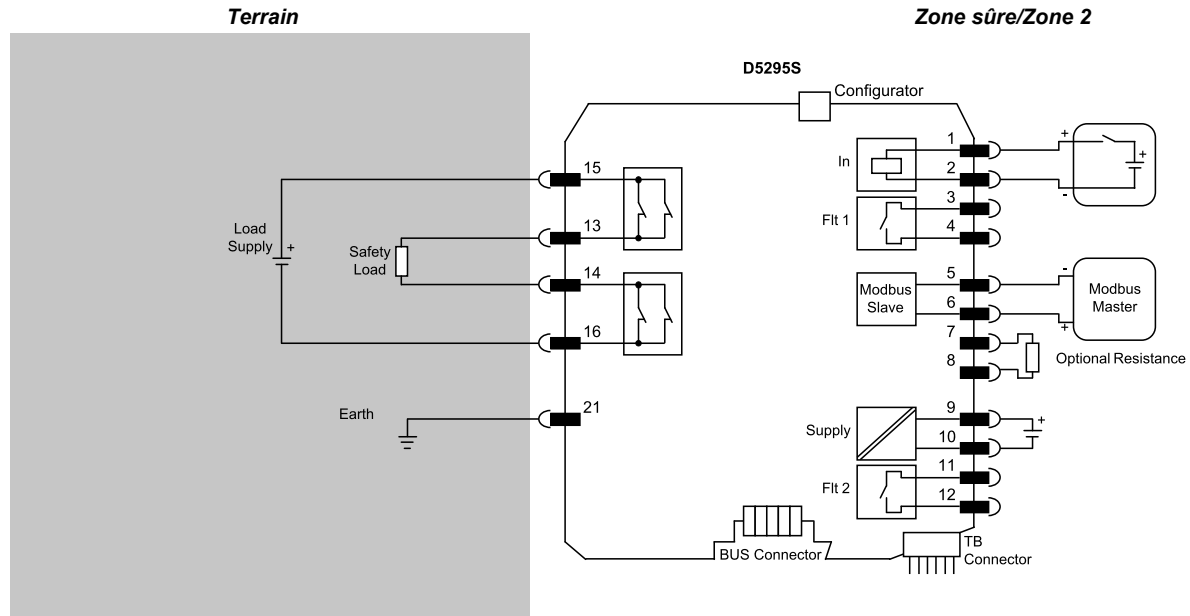 Terrain
Zone sûre/Zone 2
D5295S
Configurator
15
13
14
16
21
Load
Supply
+
Safety
Load
Earth
In
1
2
+
+
-
Flt 1
3
4
Modbus
Slave
5
6
-
+
Modbus
Master
7
8
Optional Resistance
Supply
9
10
+
Flt 2
11
12
BUS Connector
TB
Connector